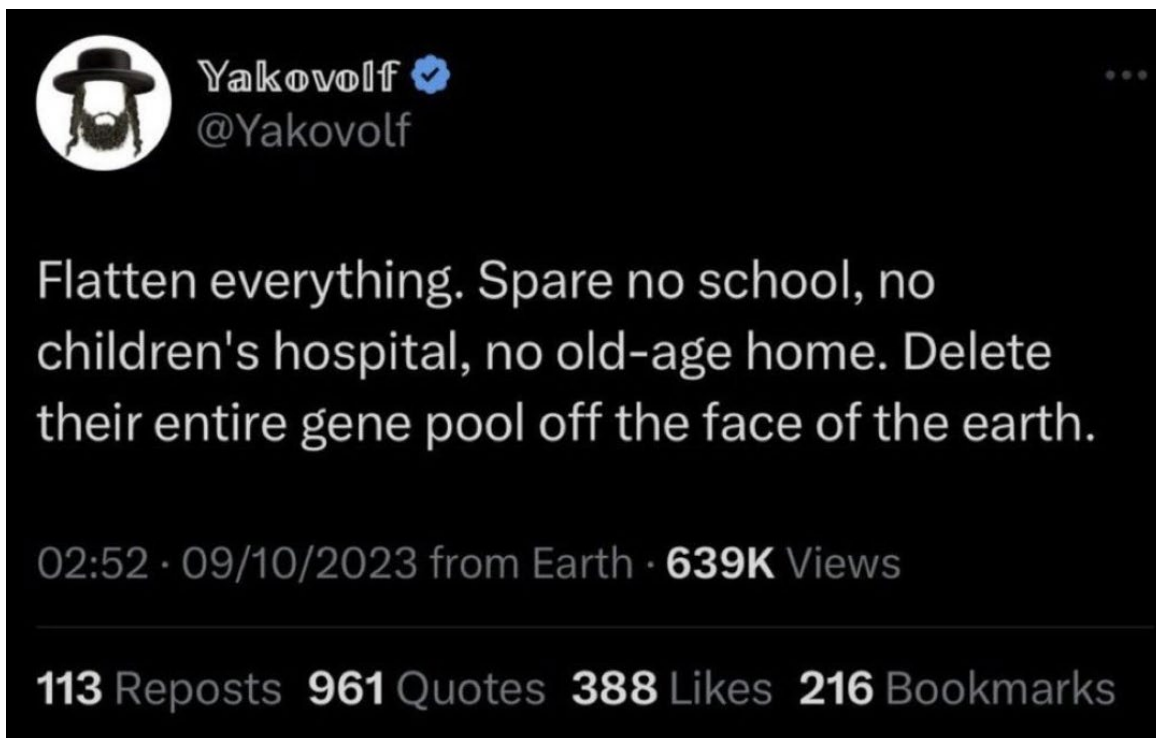 Yakovolf
@Yakovolf
Flatten everything. Spare no school, no
children's hospital, no old-age home. Delete
their entire gene pool off the face of the earth.
02:52 · 09/10/2023 from Earth · 639K Views
113 Reposts 961 Quotes 388 Likes 216 Bookmarks